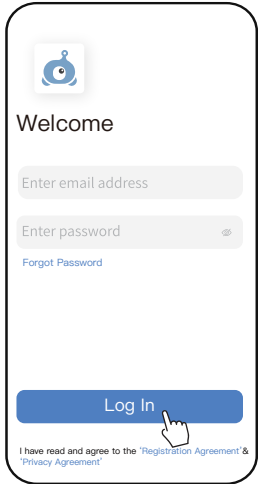 Welcome
Enter email address
Enter password
Forgot Password
Log In
I have read and agree to the ‘Registration Agreement’&
‘Privacy Agreement’